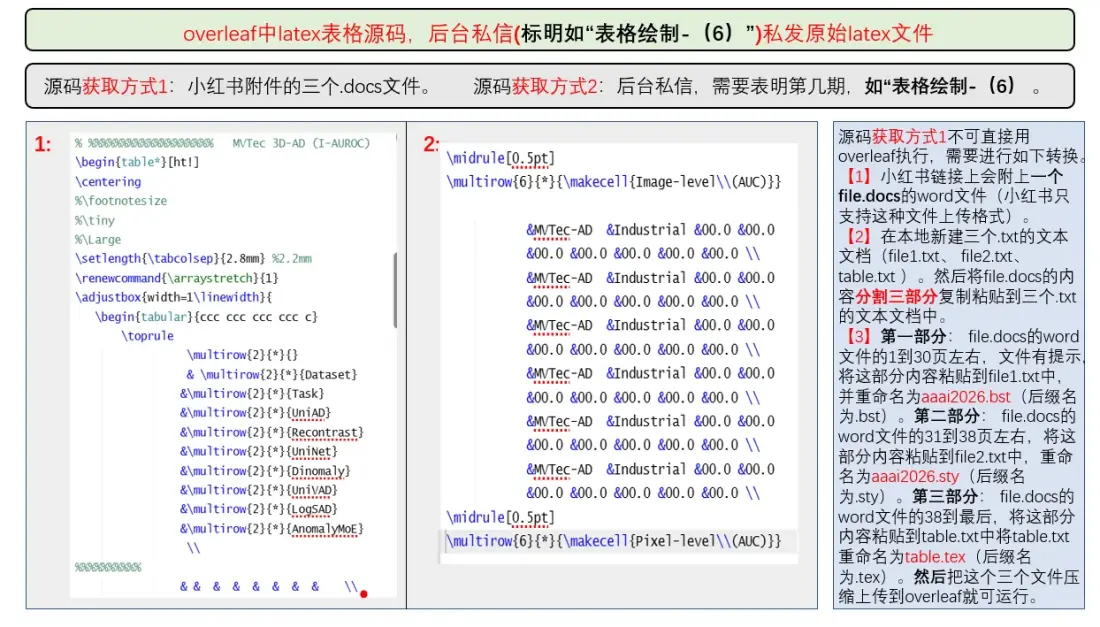 overleaf中latex表格源码，后台私信(标明如“表格绘制-（6）”)私发原始latex文件
源码获取方式1：小红书附件的三个.docs文件。 源码获取方式2：后台私信，需要表明第几期，如“表格绘制-（6） 。
1:
% %%%%%%%%%%%%%%%%%%% MVTec 3D-AD (I-AUROC)
\begin{table*}[ht!]
\centering
%\footnotesize
%\tiny
%\Large
\setlength{\tabcolsep}{2.8mm} %2.2mm
\renewcommand{\arraystretch}{1}
\adjustbox{width=1\linewidth}{
\begin{tabular}{ccc ccc ccc ccc c}
\toprule
\multirow{2}{*}{}
& \multirow{2}{*}{Dataset}
&\multirow{2}{*}{Task}
&\multirow{2}{*}{UniAD}
&\multirow{2}{*}{Recontrast}
&\multirow{2}{*}{UniNet}
&\multirow{2}{*}{Dinomaly}
&\multirow{2}{*}{UniVAD}
&\multirow{2}{*}{LogSAD}
&\multirow{2}{*}{AnomalyMoE}
\\
%%%%%%%%%%
& & & & & & & & \\
2:
\midrule[0.5pt]
\multirow{6}{*}{\makecell{Image-level\\(AUC)}}
&MVTec-AD &Industrial &00.0 &00.0
&00.0 &00.0 &00.0 &00.0 &00.0 \\
&MVTec-AD &Industrial &00.0 &00.0
&00.0 &00.0 &00.0 &00.0 &00.0 \\
&MVTec-AD &Industrial &00.0 &00.0
&00.0 &00.0 &00.0 &00.0 &00.0 \\
&MVTec-AD &Industrial &00.0 &00.0
&00.0 &00.0 &00.0 &00.0 &00.0 \\
&MVTec-AD &Industrial &00.0 &00.0
&00.0 &00.0 &00.0 &00.0 &00.0 \\
&MVTec-AD &Industrial &00.0 &00.0
&00.0 &00.0 &00.0 &00.0 &00.0 \\
\midrule[0.5pt]
\multirow{6}{*}{\makecell{Pixel-level\\(AUC)}}
源码获取方式1不可直接用
overleaf执行，需要进行如下转换。
【1】小红书链接上会附上一个
file.docs的word文件（小红书只
支持这种文件上传格式）。
【2】在本地新建三个.txt的文本
文档（file1.txt、 file2.txt、
table.txt ）。然后将file.docs的内
容分割三部分复制粘贴到三个.txt
的文本文档中。
【3】第一部分： file.docs的word
文件的1到30页左右，文件有提示，
将这部分内容粘贴到file1.txt中，
并重命名为aaai2026.bst（后缀名
为.bst）。第二部分： file.docs的
word文件的31到38页左右，将这
部分内容粘贴到file2.txt中，重命
名为aaai2026.sty（后缀名
为.sty）。第三部分： file.docs的
word文件的38到最后，将这部分
内容粘贴到table.txt中将table.txt
重命名为table.tex（后缀名
为.tex）。然后把这个三个文件压
缩上传到overleaf就可运行。